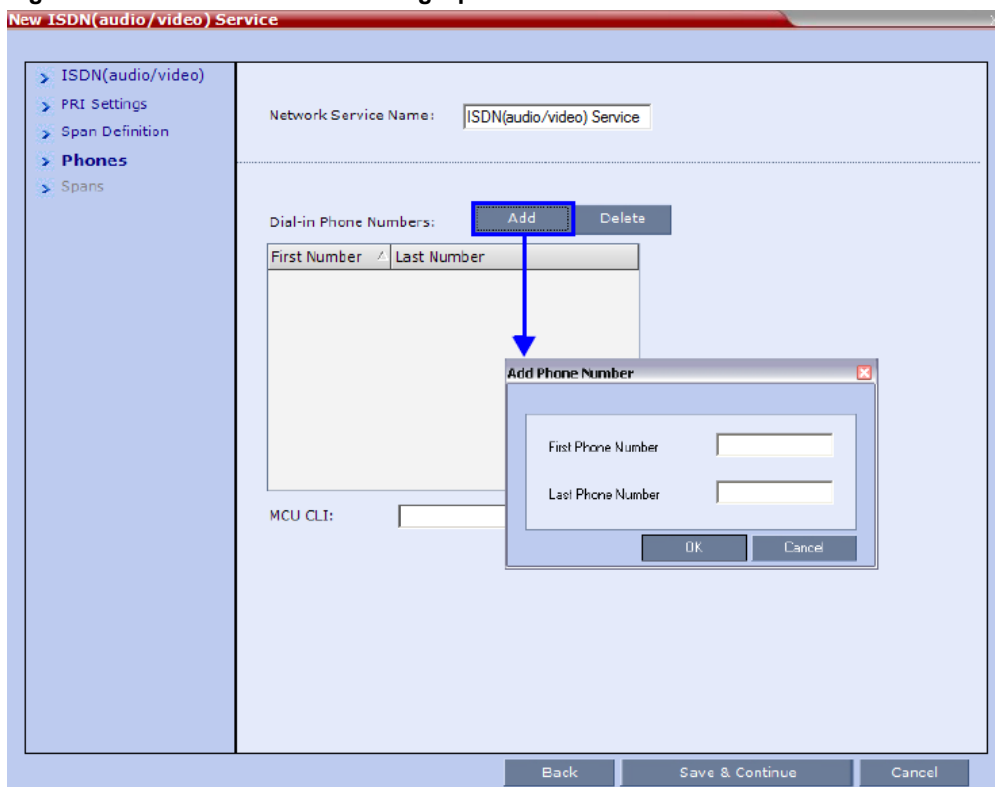 New ISDN(audio/video) Service
ISDN(audio/video)
PRI Settings
Span Definition
Phones
Spans
Network Service Name: ISDN(audio/video) Service
Dial-in Phone Numbers: Add Delete
First Number Last Number
Add Phone Number
First Phone Number
Last Phone Number
OK Cancel
MCU CLI:
Back Save & Continue Cancel